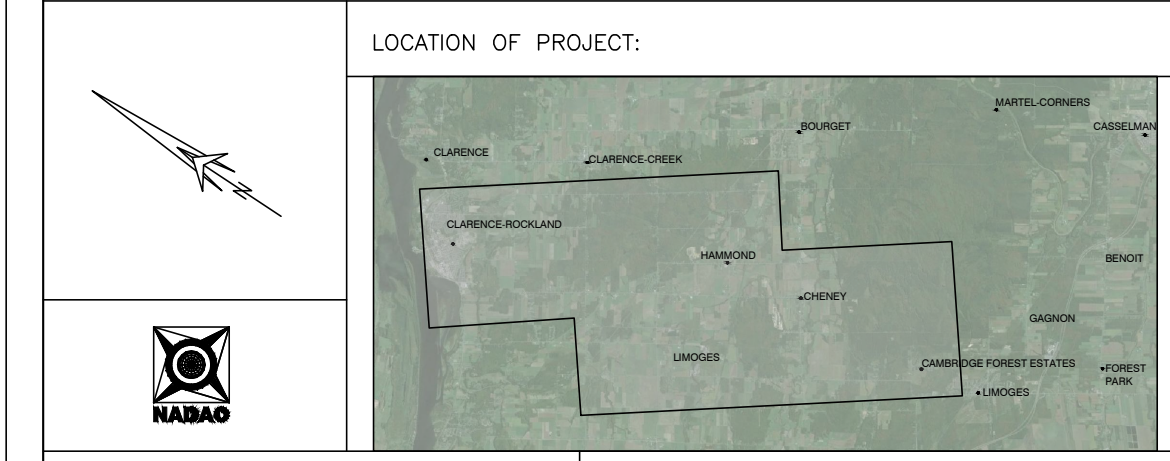 LOCATION OF PROJECT:
MARTEL-CORNERS
BOURGET
CASSELMAN
CLARENCE
CLARENCE-CREEK
CLARENCE-ROCKLAND
HAMMOND
BENOIT
CHENEY
GAGNON
LIMOGES
CAMBRIDGE FOREST ESTATES
FOREST
PARK
LIMOGES
N
NADAO